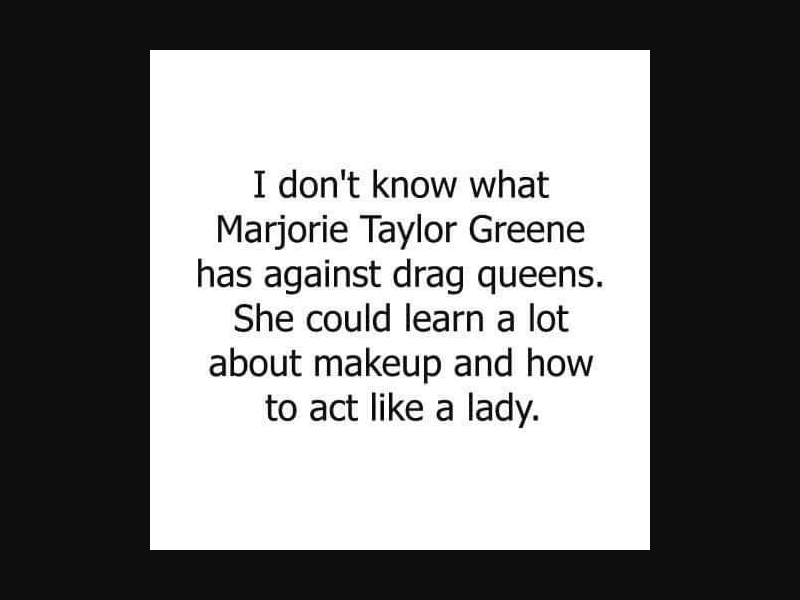 I don't know what
Marjorie Taylor Greene
has against drag queens.
She could learn a lot
about makeup and how
to act like a lady.